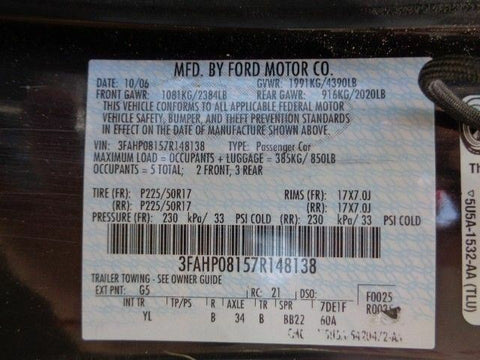 MFD. BY FORD MOTOR CO.
DATE: 10/06 GVWR: 1991KG/4390LB
FRONT GAWR: 1081KG/2384LB REAR GAWR: 916KG/2020LB
THIS VEHICLE CONFORMS TO ALL APPLICABLE FEDERAL MOTOR
VEHICLE SAFETY, BUMPER, AND THEFT PREVENTION STANDARDS
IN EFFECT ON THE DATE OF MANUFACTURE SHOWN ABOVE.
VIN: 3FAHP08157R148138 TYPE: Passenger Car
MAXIMUM LOAD = OCCUPANTS + LUGGAGE = 385KG/ 850LB
OCCUPANTS = 5 TOTAL; 2 FRONT, 3 REAR
TIRE (FR): P225/50R17 RIMS (FR): 17X7.0J
(RR): P225/50R17 (RR): 17X7.0J
PRESSURE (FR): 230 kPa/ 33 PSI COLD (RR): 230 kPa/ 33 PSI COLD
3FAHP08157R148138
TRAILER TOWING - SEE OWNER GUIDE
EXT PNT: G5 RC: 21 DSO: F0025
INT TR TP/PS R AXLE TR SPR 7DE1F
YL B 34 B BB22 60A
5U5A-1532-AA (TLU)